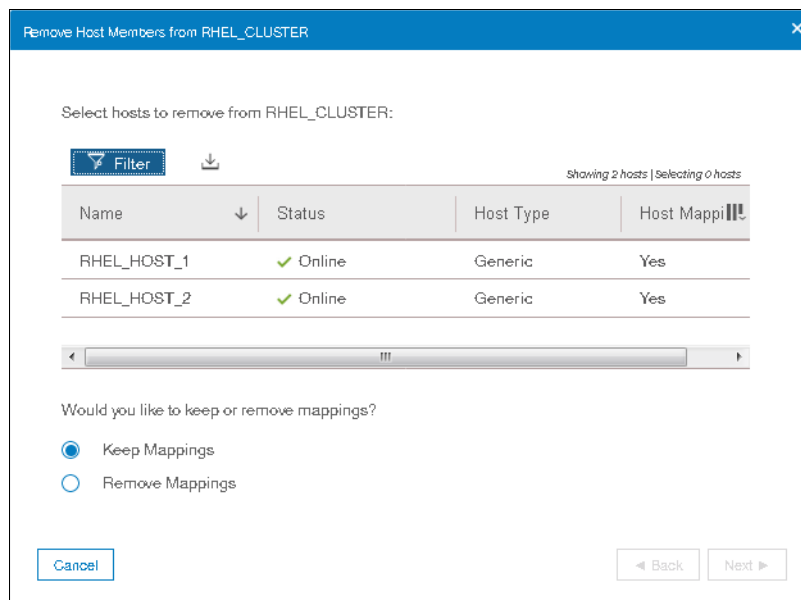 Remove Host Members from RHEL_CLUSTER
Select hosts to remove from RHEL_CLUSTER:
Filter
Showing 2 hosts | Selecting 0 hosts
Name Status Host Type Host Mappi
RHEL_HOST_1 Online Generic Yes
RHEL_HOST_2 Online Generic Yes
Would you like to keep or remove mappings?
Keep Mappings
Remove Mappings
Cancel Back Next